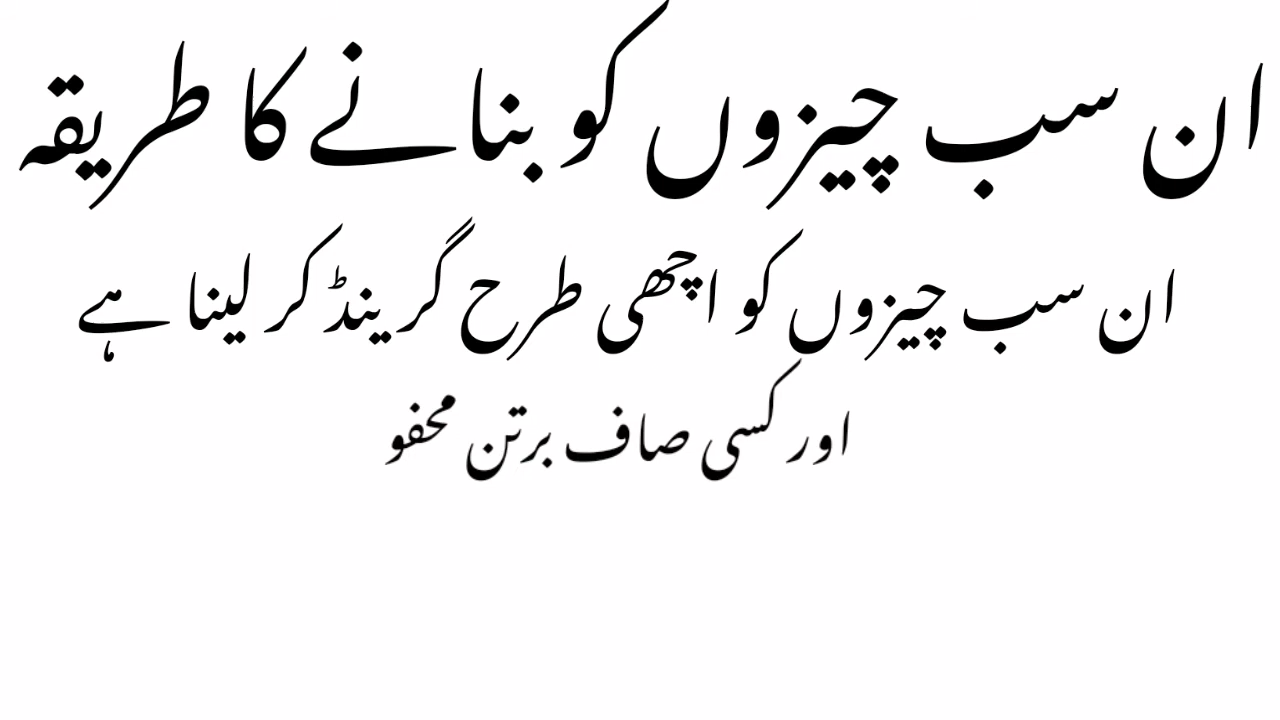 ان سب چیزوں کو بنانے کا طریقہ
ان سب چیزوں کو اچھی طرح گرینڈ کر لینا ہے
اور کسی صاف برتن محفو